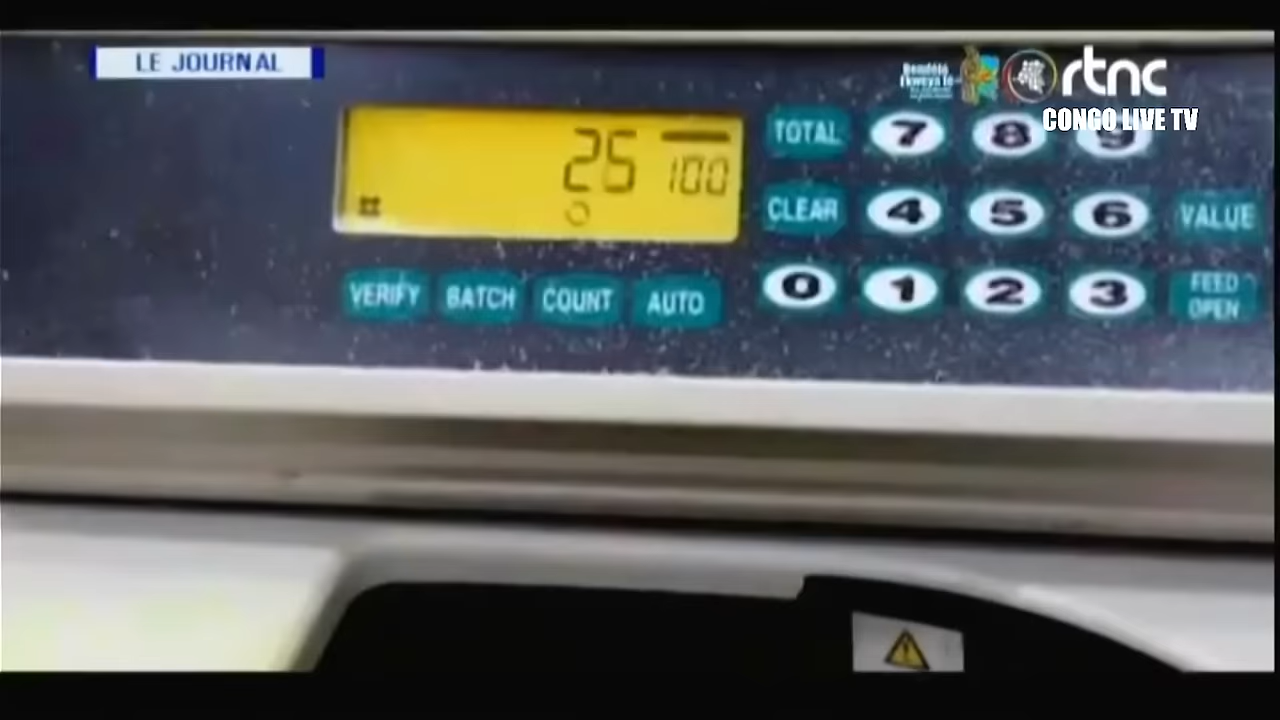 LE JOURNAL
rtnc
CONGO LIVE TV
TOTAL 7 8 9
25 100
CLEAR 4 5 6 VALUE
VERIFY BATCH COUNT AUTO
0 1 2 3 FEED
OPEN